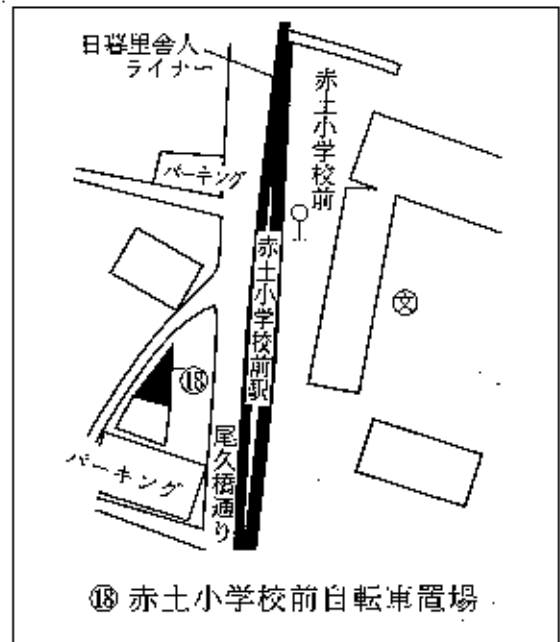 日暮里舎人
ライナー
赤土小学校前
パーキング
赤土小学校前駅
文
⑱
尾久橋通り
パーキング
⑱ 赤土小学校前自転車置場